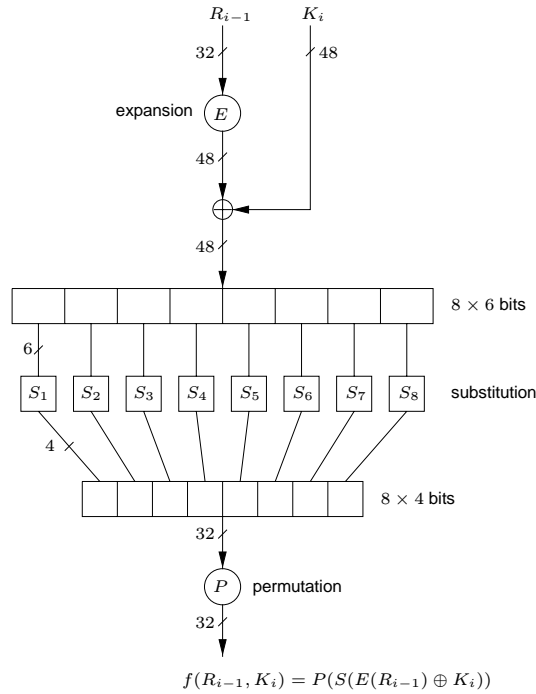 R_{i−1} K_i
32 48
expansion E
48
48
8 × 6 bits
6
S_1 S_2 S_3 S_4 S_5 S_6 S_7 S_8 substitution
4
8 × 4 bits
32
P permutation
32
f(R_{i−1}, K_i) = P(S(E(R_{i−1}) ⊕ K_i))